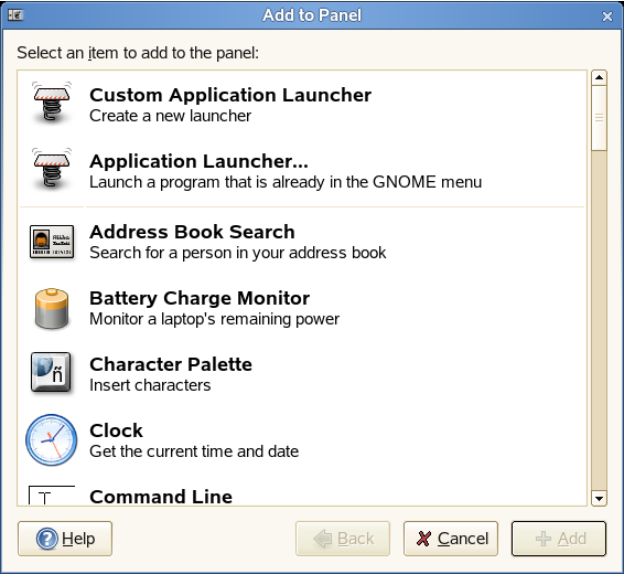 Add to Panel
Select an item to add to the panel:
Custom Application Launcher
Create a new launcher
Application Launcher...
Launch a program that is already in the GNOME menu
Address Book Search
Search for a person in your address book
Battery Charge Monitor
Monitor a laptop's remaining power
Character Palette
Insert characters
Clock
Get the current time and date
Command Line
Help
Back
Cancel
Add